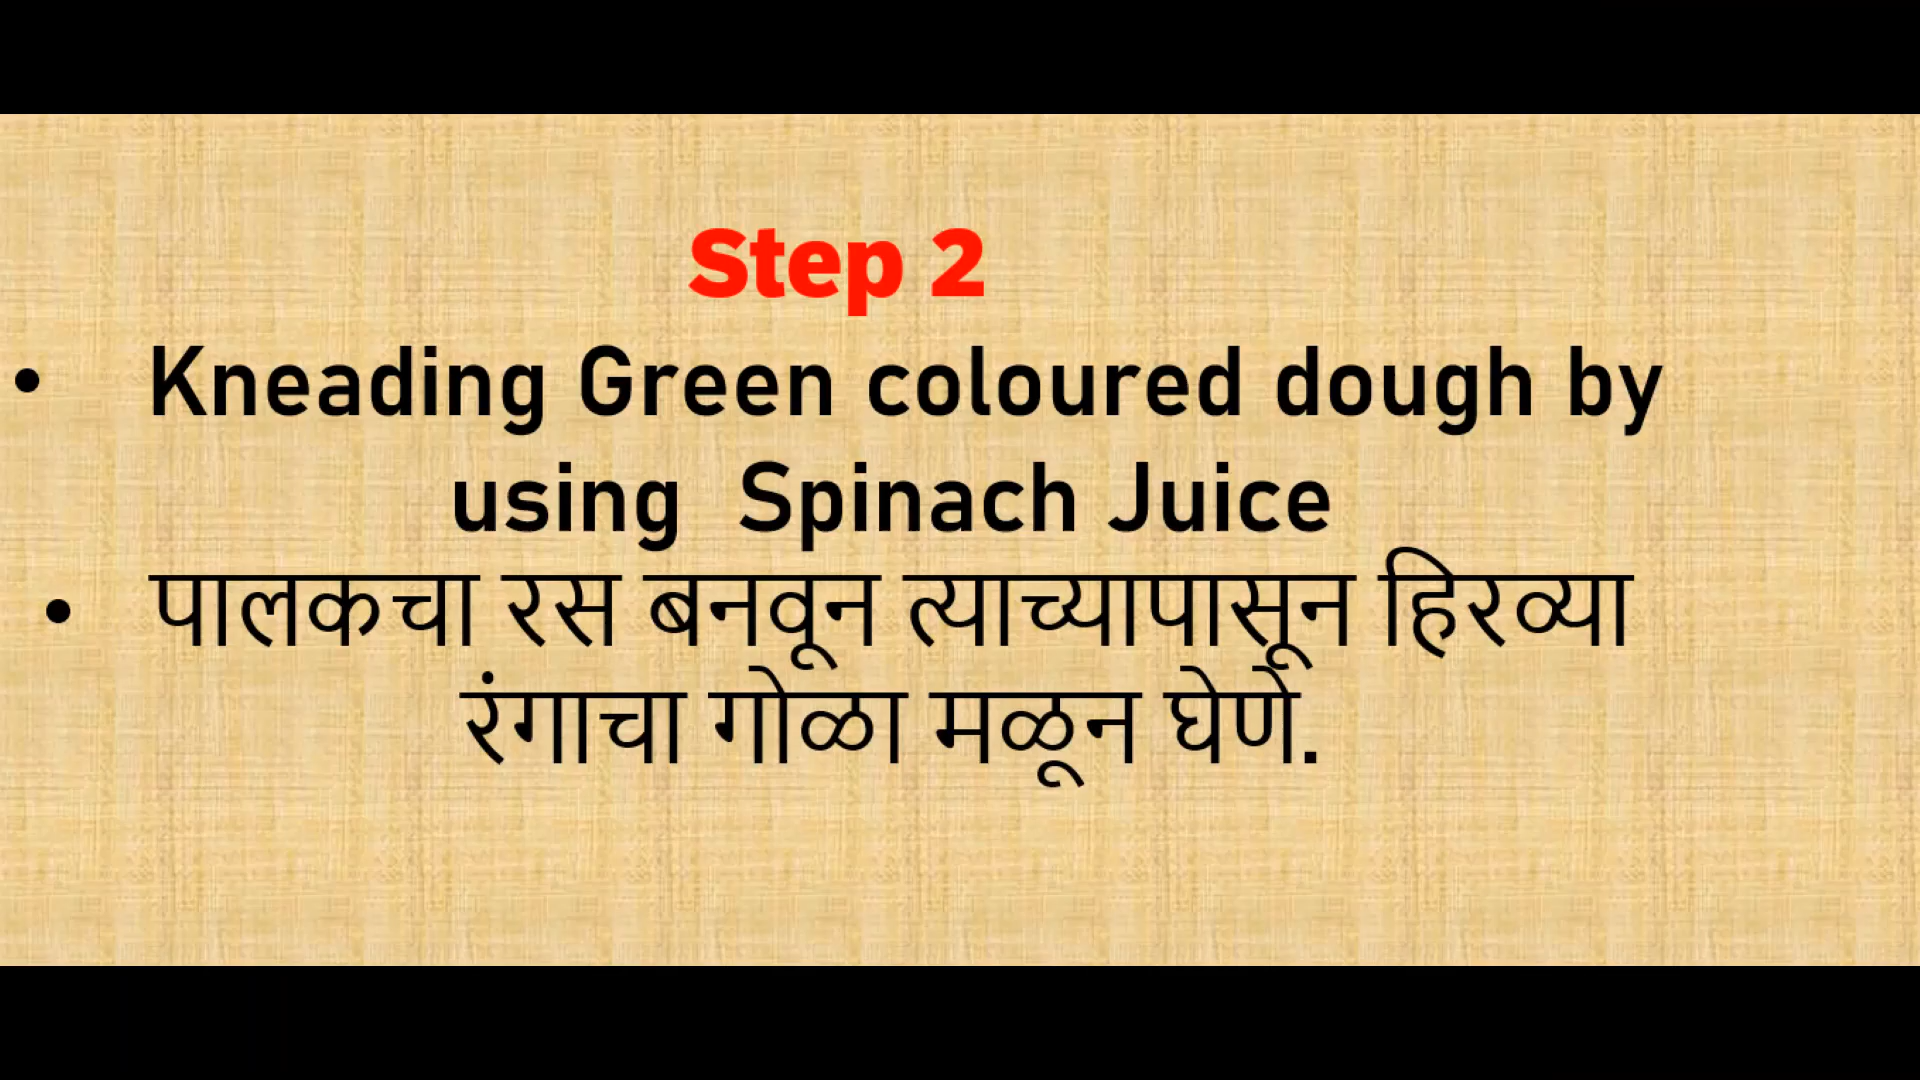 Step 2
• Kneading Green coloured dough by
using Spinach Juice
• पालकचा रस बनवून त्याच्यापासून हिरव्या
रंगाचा गोळा मळून घेणे.